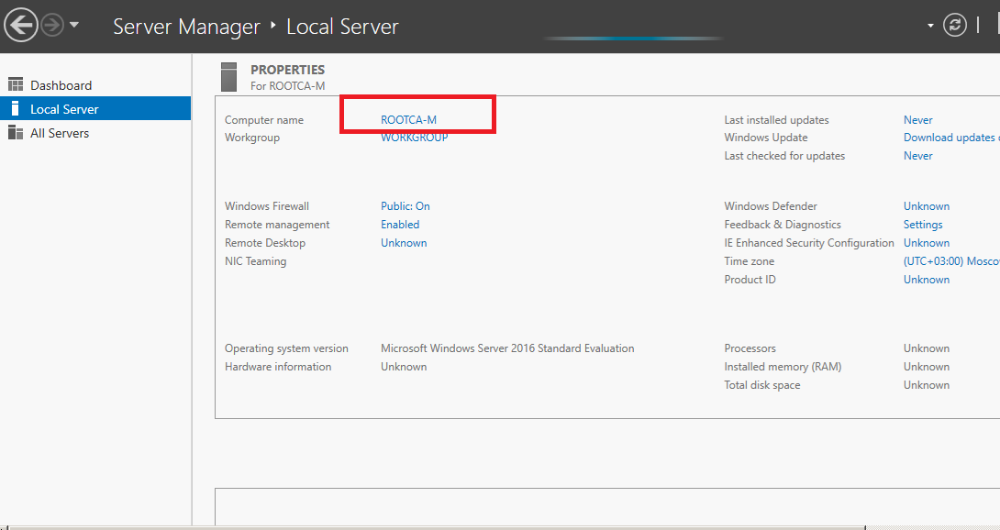 Server Manager ‣ Local Server
Dashboard
Local Server
All Servers
PROPERTIES
For ROOTCA-M
Computer name ROOTCA-M Last installed updates Never
Workgroup WORKGROUP Windows Update Download updates
Last checked for updates Never
Windows Firewall Public: On Windows Defender Unknown
Remote management Enabled Feedback & Diagnostics Settings
Remote Desktop Unknown IE Enhanced Security Configuration Unknown
NIC Teaming Time zone (UTC+03:00) Mosco
Product ID Unknown
Operating system version Microsoft Windows Server 2016 Standard Evaluation Processors Unknown
Hardware information Unknown Installed memory (RAM) Unknown
Total disk space Unknown